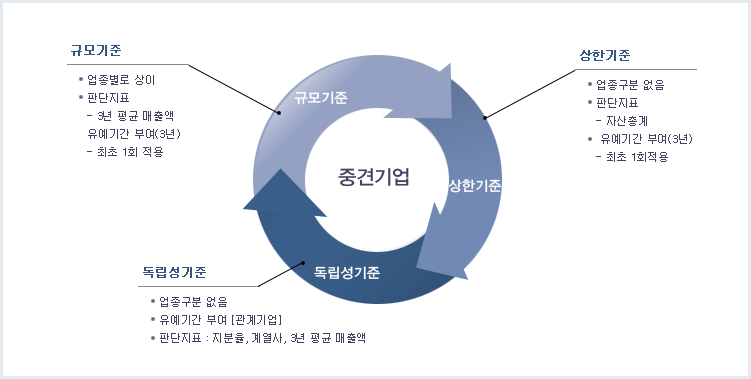 규모기준
• 업종별로 상이
• 판단지표
- 3년 평균 매출액
유예기간 부여(3년)
- 최초 1회 적용
상한기준
• 업종구분 없음
• 판단지표
- 자산총계
• 유예기간 부여(3년)
- 최초 1회적용
규모기준
중견기업
상한기준
독립성기준
독립성기준
• 업종구분 없음
• 유예기간 부여 [관계기업]
• 판단지표 : 지분율, 계열사, 3년 평균 매출액